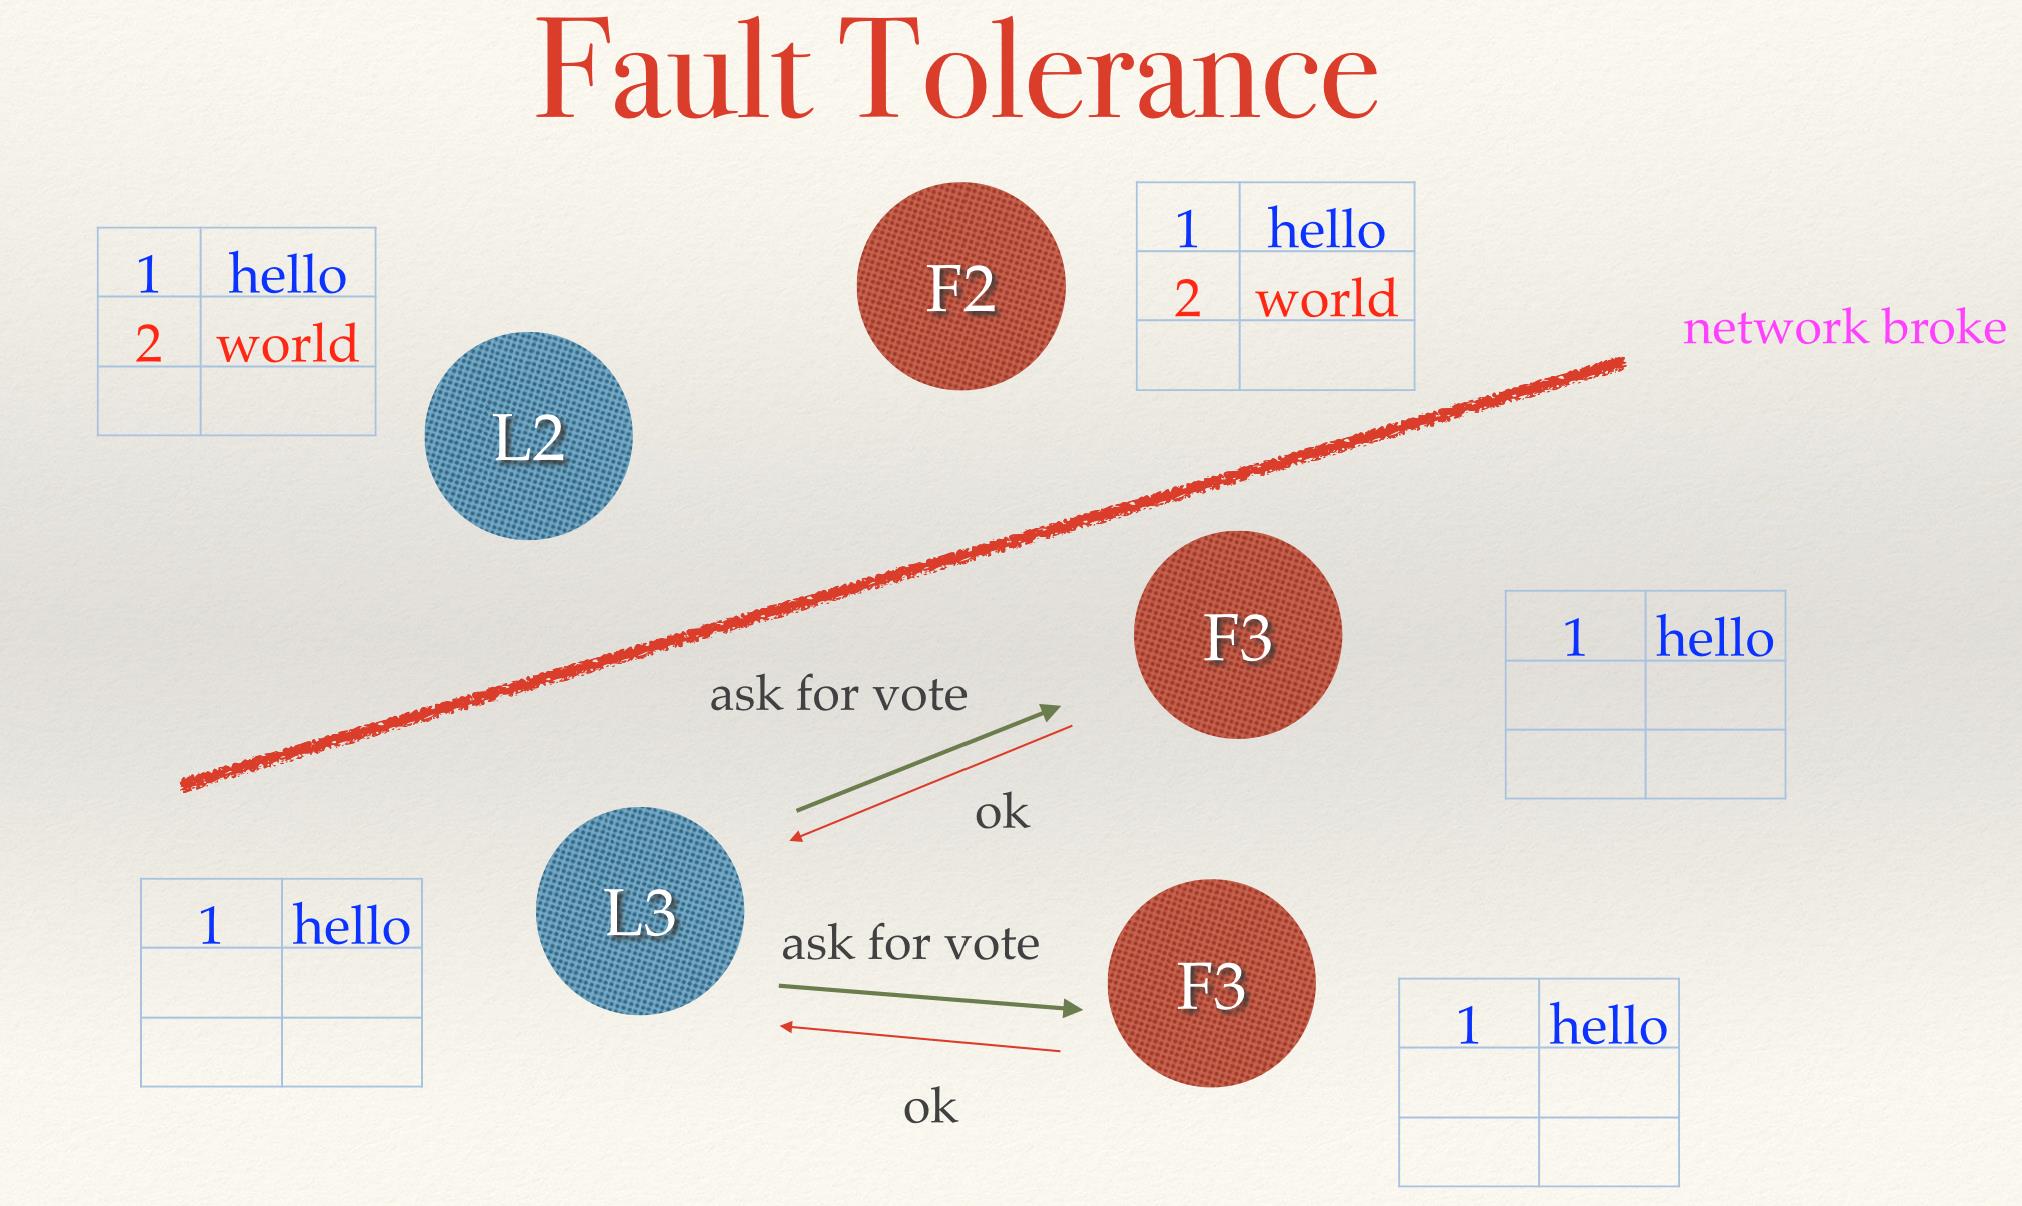 Fault Tolerance
1 hello
2 world
L2
F2
1 hello
2 world
network broke
F3
1 hello
ask for vote
ok
L3
1 hello
ask for vote
ok
F3
1 hello